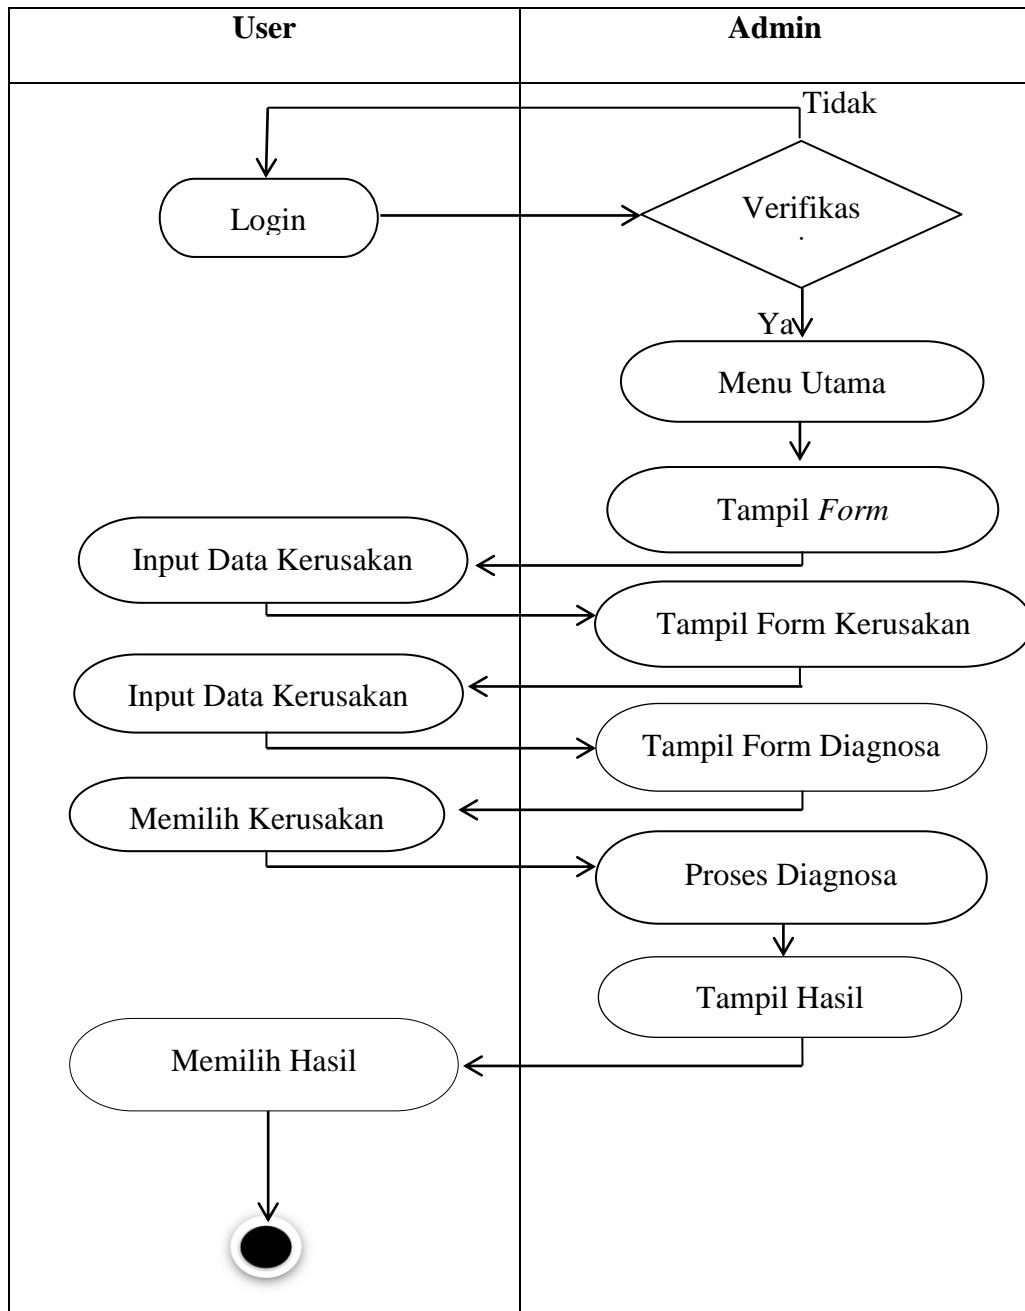 User
Admin
Tidak
Login
Verifikas
Ya
Menu Utama
Tampil Form
Input Data Kerusakan
Tampil Form Kerusakan
Input Data Kerusakan
Tampil Form Diagnosa
Memilih Kerusakan
Proses Diagnosa
Tampil Hasil
Memilih Hasil